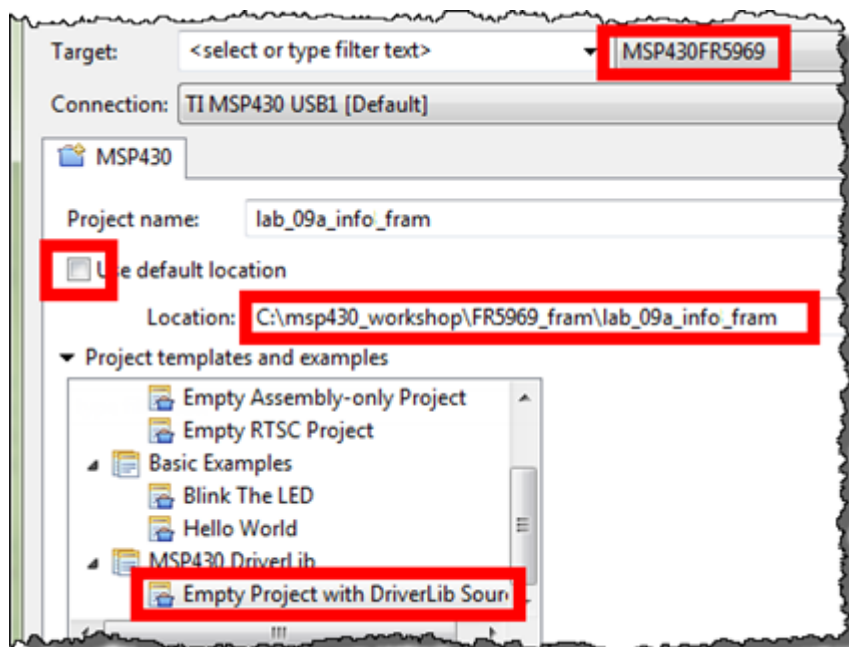 Target: <select or type filter text> MSP430FR5969
Connection: TI MSP430 USB1 [Default]
MSP430
Project name: lab_09a_info_fram
Use default location
Location: C:\msp430_workshop\FR5969_fram\lab_09a_info_fram
Project templates and examples
Empty Assembly-only Project
Empty RTSC Project
Basic Examples
Blink The LED
Hello World
MSP430 DriverLib
Empty Project with DriverLib Sour